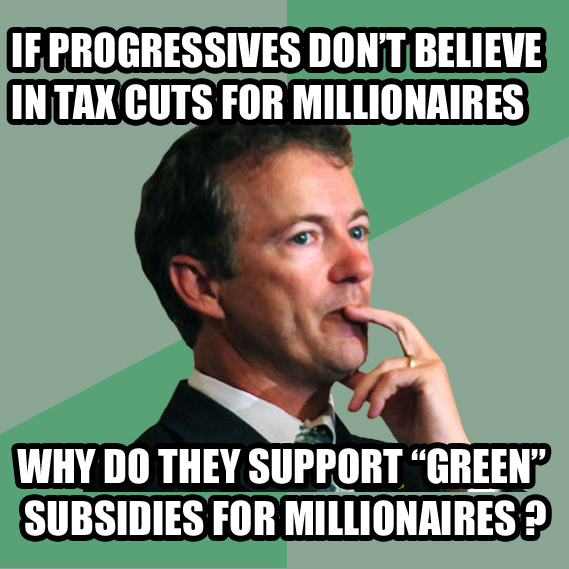 IF PROGRESSIVES DON'T BELIEVE
IN TAX CUTS FOR MILLIONAIRES
WHY DO THEY SUPPORT “GREEN”
SUBSIDIES FOR MILLIONAIRES ?